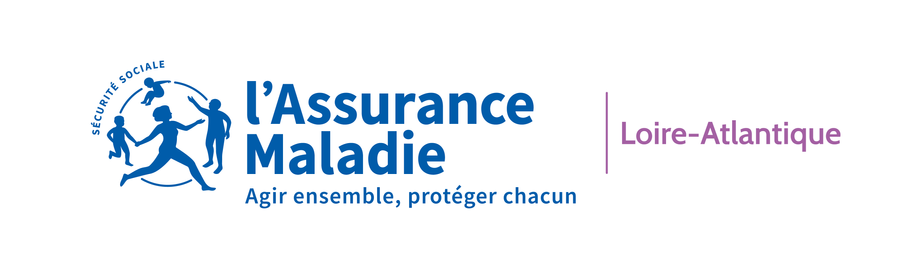 SÉCURITÉ SOCIALE
l’Assurance
Maladie
Agir ensemble, protéger chacun
Loire-Atlantique